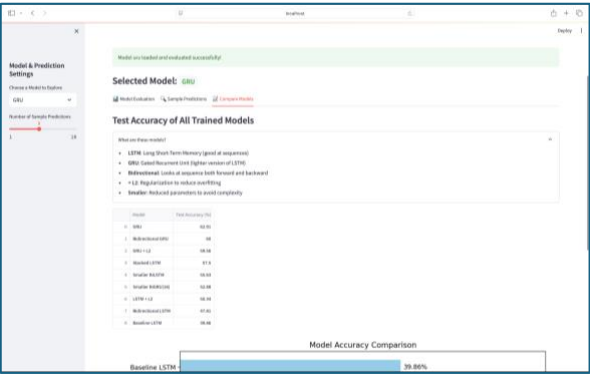 localhost
Deploy
Model & Prediction Settings
Choose a Model to Explore
GRU
Number of Sample Predictions
1
10
Model are loaded and evaluated successfully!
Selected Model: GRU
Model Evaluation
Sample Predictions
Compare Models
Test Accuracy of All Trained Models
What are these models?
LSTM: Long Short-Term Memory (good at sequences)
GRU: Gated Recurrent Unit (lighter version of LSTM)
Bidirectional: Looks at sequence both forward and backward
+ L2: Regularization to reduce overfitting
Smaller: Reduced parameters to avoid complexity
Model Test Accuracy (%)
GRU
Bidirectional GRU
GRU + L2
Stacked LSTM
LSTM + L2
Bidirectional LSTM
Baseline LSTM
Model Accuracy Comparison
Baseline LSTM
39.86%